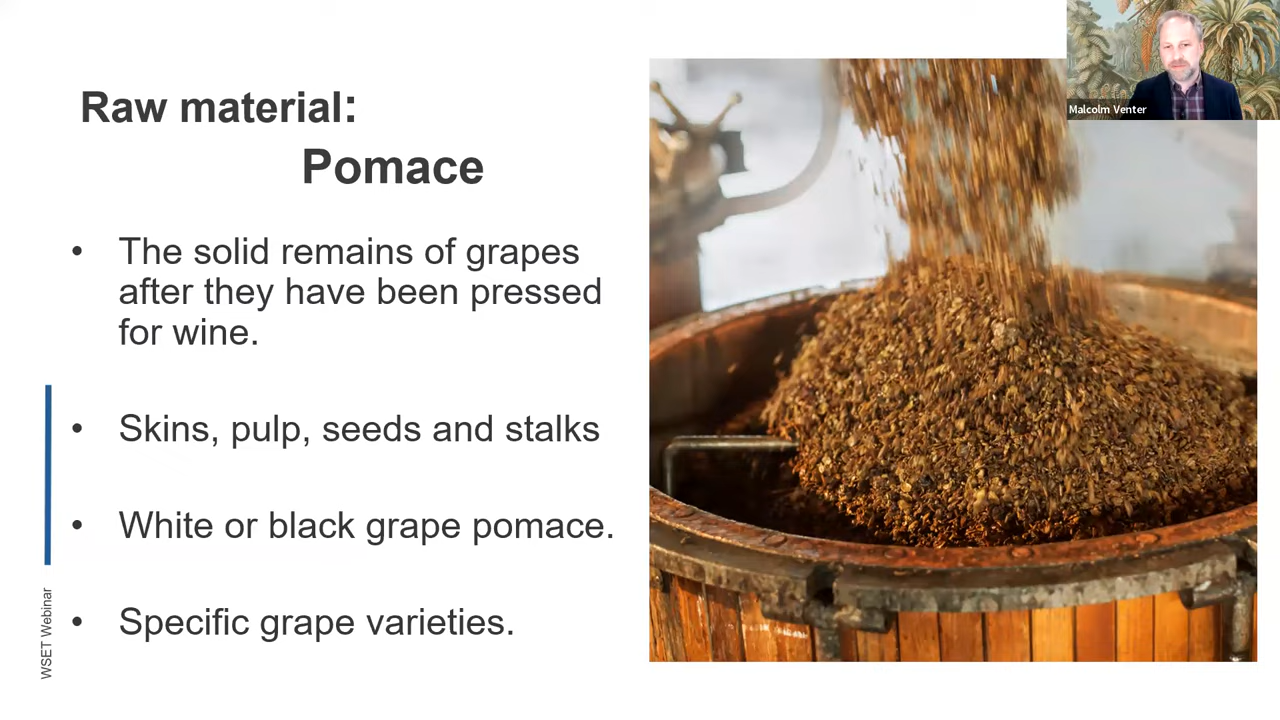 Raw material:
Pomace
• The solid remains of grapes
after they have been pressed
for wine.
• Skins, pulp, seeds and stalks
• White or black grape pomace.
• Specific grape varieties.
WSET Webinar
Malcolm Venter